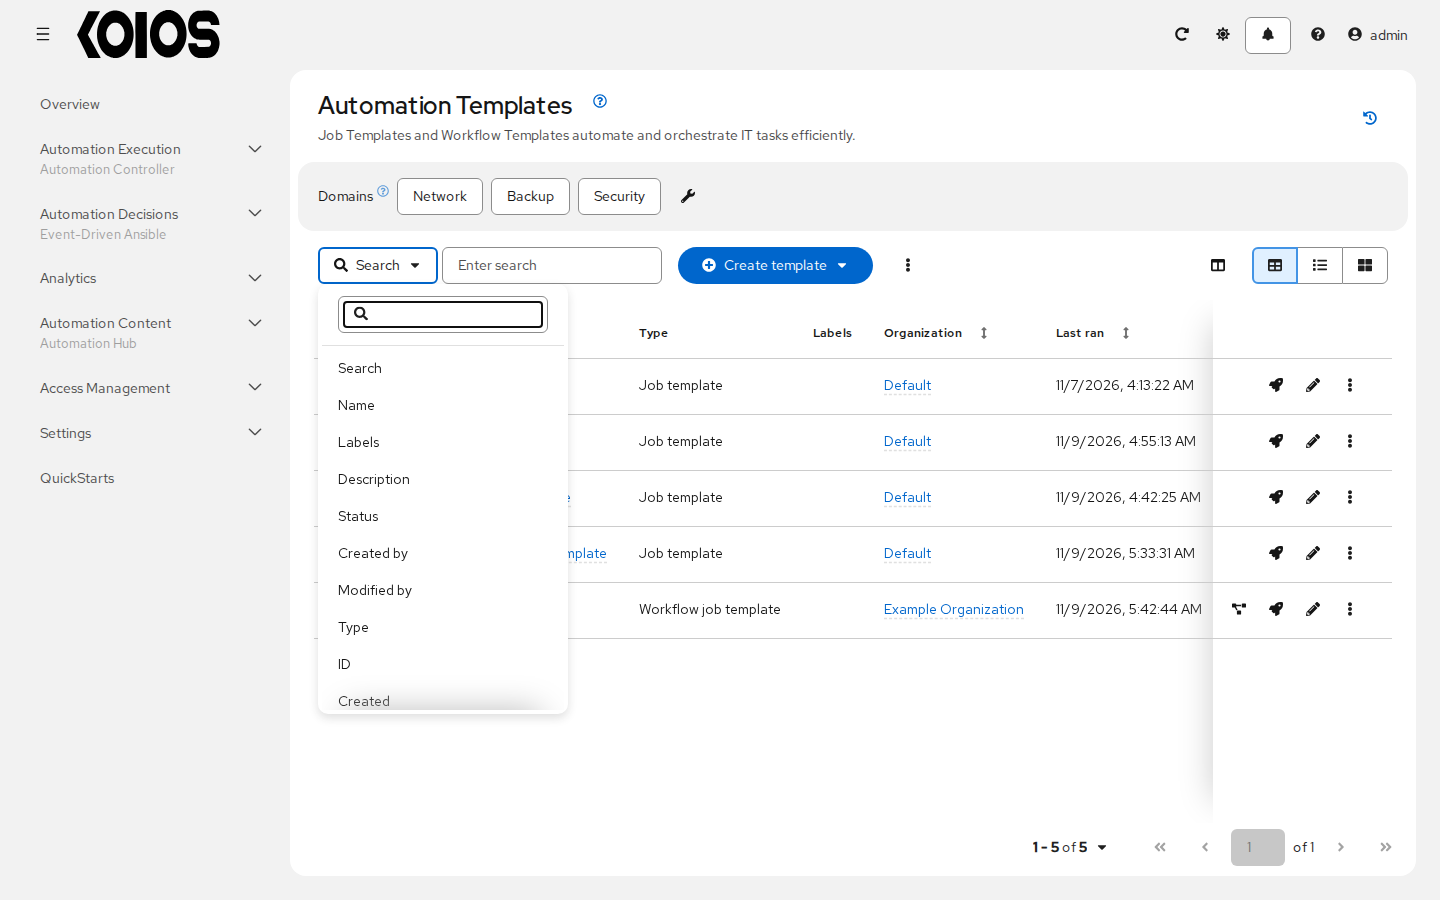 KOIOS
admin
Overview
Automation Execution
Automation Controller
Automation Decisions
Event-Driven Ansible
Analytics
Automation Content
Automation Hub
Access Management
Settings
QuickStarts
Automation Templates
Job Templates and Workflow Templates automate and orchestrate IT tasks efficiently.
Domains Network Backup Security
Search Enter search Create template
Search
Name
Labels
Description
Status
Created by
Modified by
Type
ID
Created
Type Labels Organization Last ran
Job template Default 11/7/2026, 4:13:22 AM
Job template Default 11/9/2026, 4:55:13 AM
Job template Default 11/9/2026, 4:42:25 AM
mplate Job template Default 11/9/2026, 5:33:31 AM
Workflow job template Example Organization 11/9/2026, 5:42:44 AM
1 - 5 of 5 1 of 1